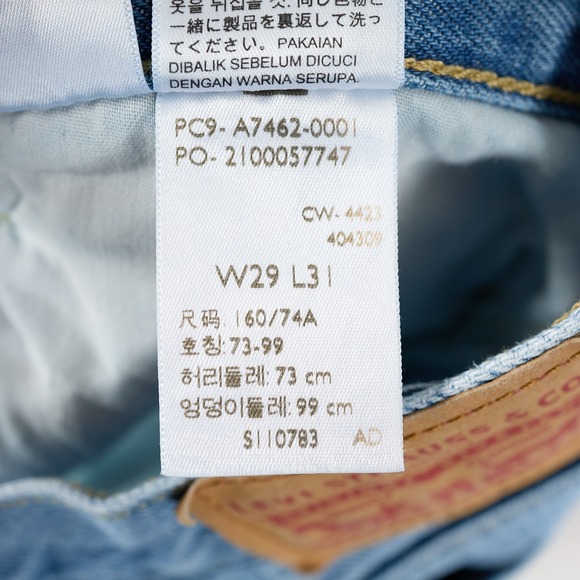 옷을 뒤집을 것. 同じ色物と
一緒に製品を裏返して洗っ
てください。PAKAIAN
DIBALIK SEBELUM DICUCI
DENGAN WARNA SERUPA.
PC9- A7462-0001
PO- 2100057747
CW- 4423
404309
W29 L31
尺码: 160/74A
호칭: 73-99
허리둘레: 73 cm
엉덩이둘레: 99 cm
S110783 AD
LEVI STRAUSS & CO